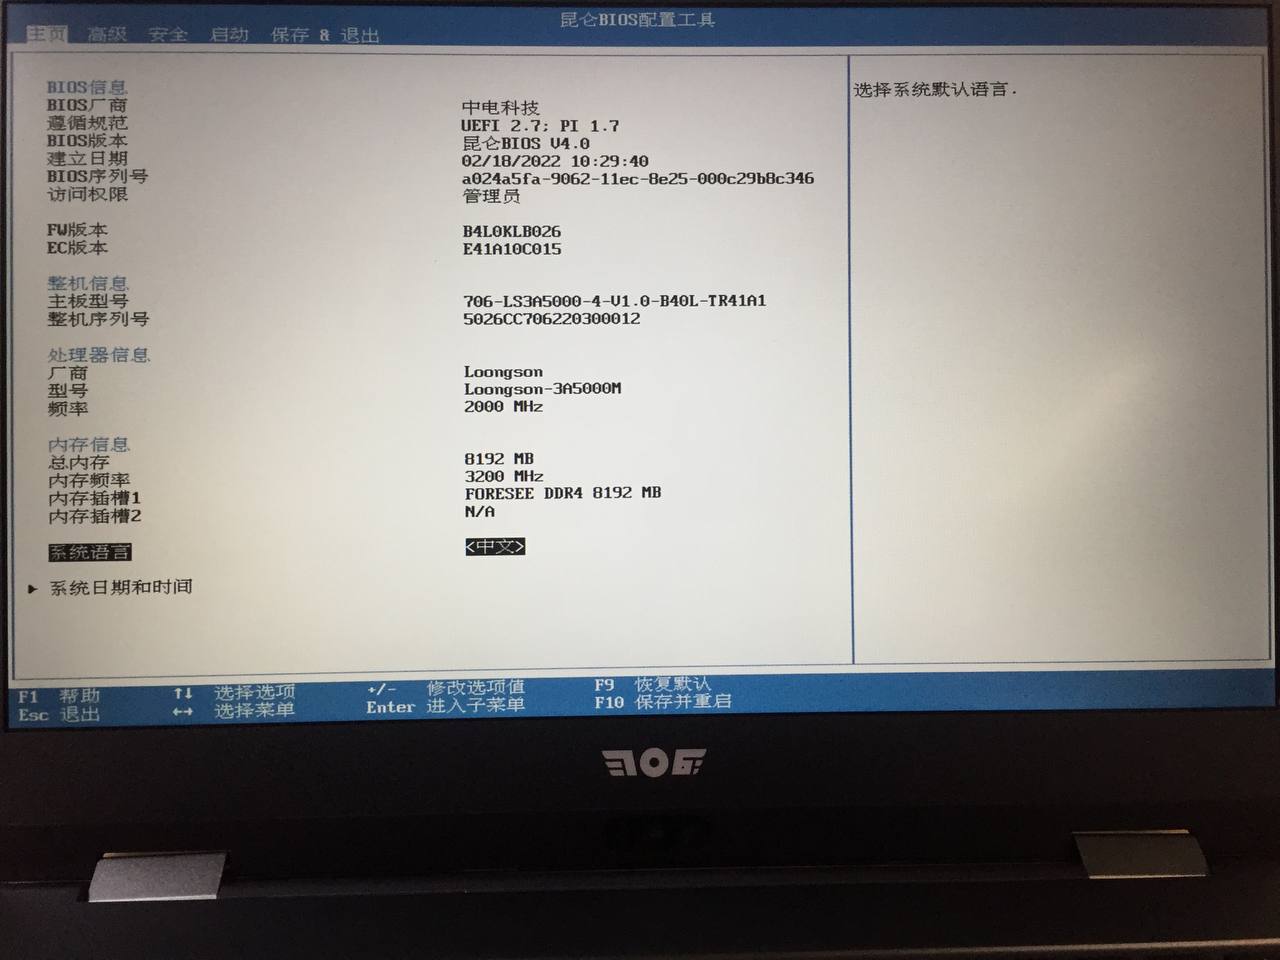 昆仑BIOS配置工具
主页 高级 安全 启动 保存 & 退出
BIOS信息
BIOS厂商 中电科技
遵循规范 UEFI 2.7; PI 1.7
BIOS版本 昆仑BIOS V4.0
建立日期 02/18/2022 10:29:40
BIOS序列号 a024a5fa-9062-11ec-8e25-000c29b8c346
访问权限 管理员
FW版本 B4L0KLB026
EC版本 E41A10C015
整机信息
主板型号 706-LS3A5000-4-V1.0-B40L-TR41A1
整机序列号 5026CC706220300012
处理器信息
厂商 Loongson
型号 Loongson-3A5000M
频率 2000 MHz
内存信息
总内存 8192 MB
内存频率 3200 MHz
内存插槽1 FORESEE DDR4 8192 MB
内存插槽2 N/A
系统语言 <中文>
▶ 系统日期和时间
选择系统默认语言.
F1 帮助 ↑↓ 选择选项 +/- 修改选项值 F9 恢复默认
Esc 退出 ←→ 选择菜单 Enter 进入子菜单 F10 保存并重启
706